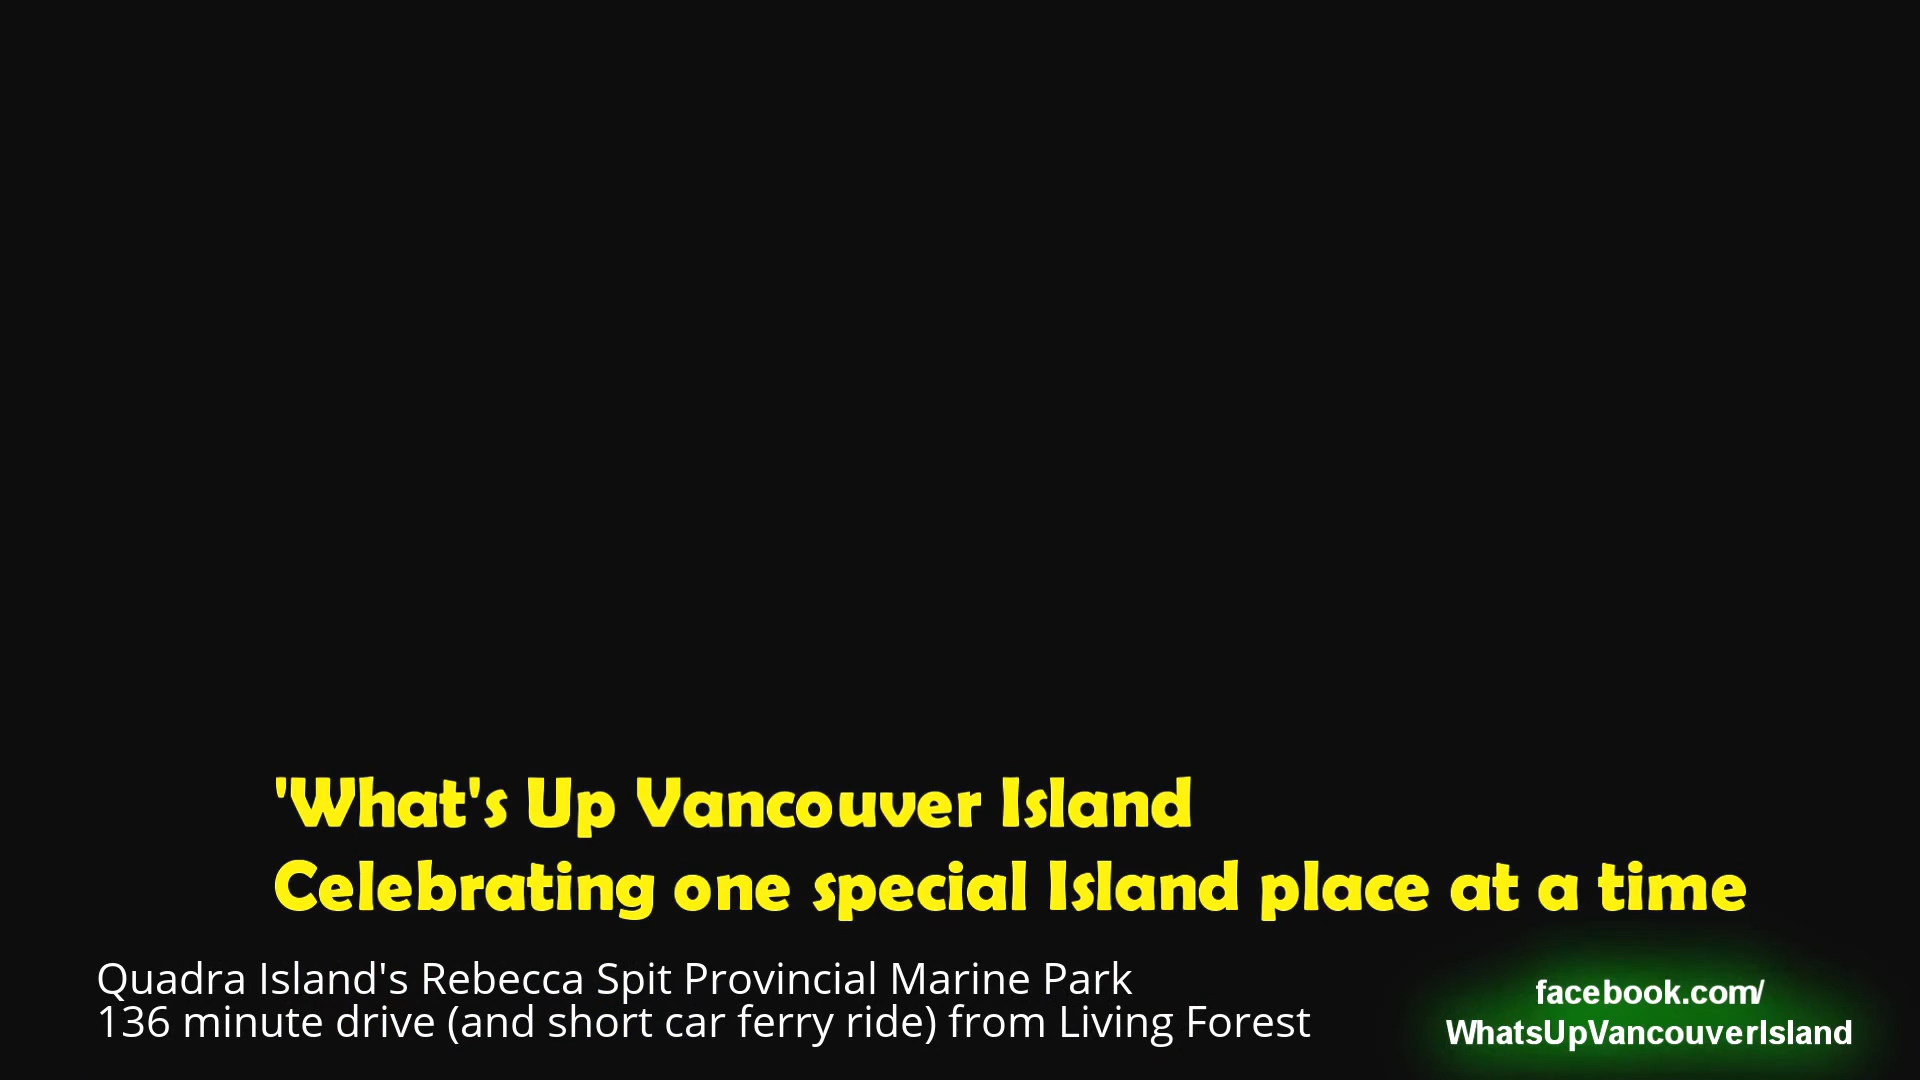 'What's Up Vancouver Island
Celebrating one special Island place at a time
Quadra Island's Rebecca Spit Provincial Marine Park
136 minute drive (and short car ferry ride) from Living Forest
facebook.com/
WhatsUpVancouverIsland